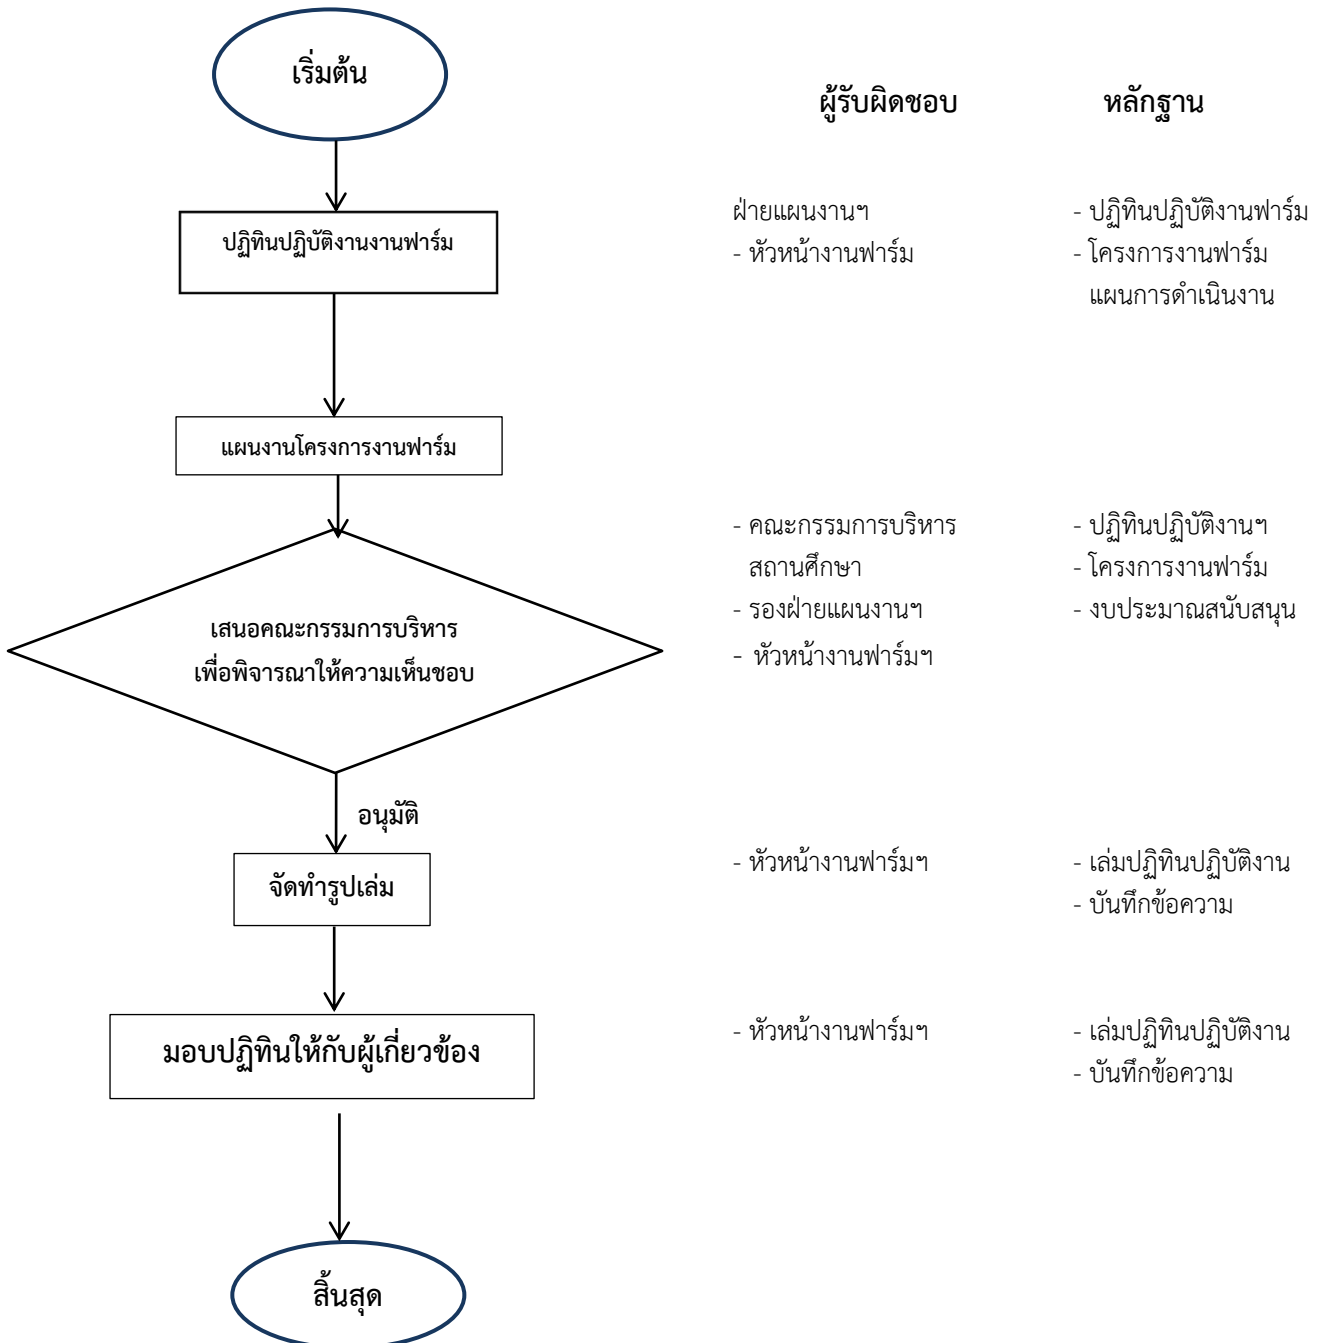 เริ่มต้น
ผู้รับผิดชอบ หลักฐาน
ปฏิทินปฏิบัติงานงานฟาร์ม
ฝ่ายแผนงานฯ
- หัวหน้างานฟาร์ม
- ปฏิทินปฏิบัติงานฟาร์ม
- โครงการงานฟาร์ม
แผนการดำเนินงาน
แผนงานโครงการงานฟาร์ม
เสนอคณะกรรมการบริหาร
เพื่อพิจารณาให้ความเห็นชอบ
- คณะกรรมการบริหาร
สถานศึกษา
- รองฝ่ายแผนงานฯ
- หัวหน้างานฟาร์มฯ
- ปฏิทินปฏิบัติงานฯ
- โครงการงานฟาร์ม
- งบประมาณสนับสนุน
อนุมัติ
จัดทำรูปเล่ม
- หัวหน้างานฟาร์มฯ
- เล่มปฏิทินปฏิบัติงาน
- บันทึกข้อความ
มอบปฏิทินให้กับผู้เกี่ยวข้อง
- หัวหน้างานฟาร์มฯ
- เล่มปฏิทินปฏิบัติงาน
- บันทึกข้อความ
สิ้นสุด